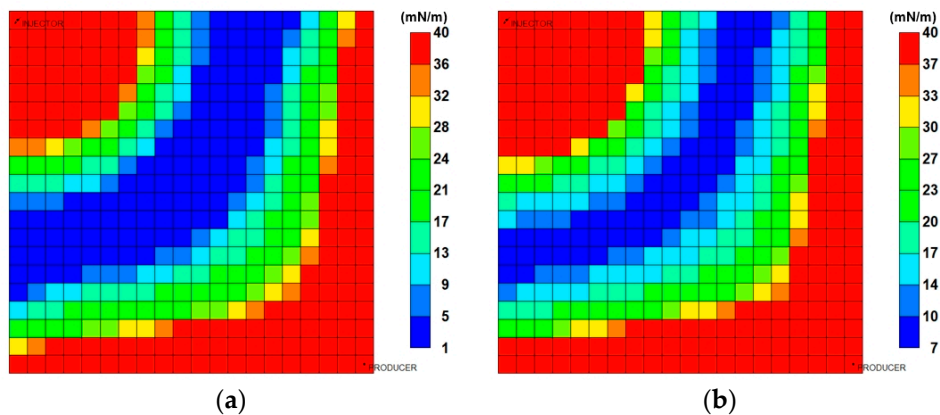 INJECTOR
PRODUCER
(mN/m)
40
36
32
28
24
21
17
13
9
5
1
(a)
INJECTOR
PRODUCER
(mN/m)
40
37
33
30
27
23
20
17
14
10
7
(b)